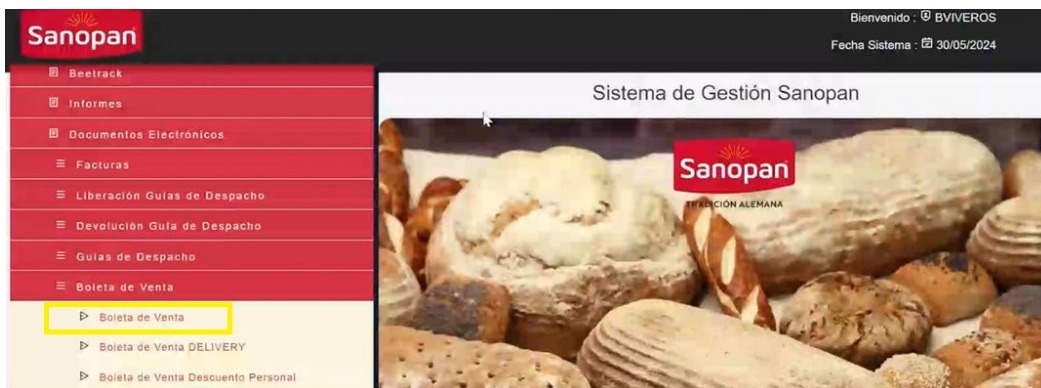 Sanopan
Bienvenido : BVIVEROS
Fecha Sistema : 30/05/2024
Beetrack
Informes
Documentos Electrónicos
Facturas
Liberación Guías de Despacho
Devolución Guía de Despacho
Guías de Despacho
Boleta de Venta
Boleta de Venta
Boleta de Venta DELIVERY
Boleta de Venta Descuento Personal
Sistema de Gestión Sanopan
Sanopan
TRADICIÓN ALEMANA